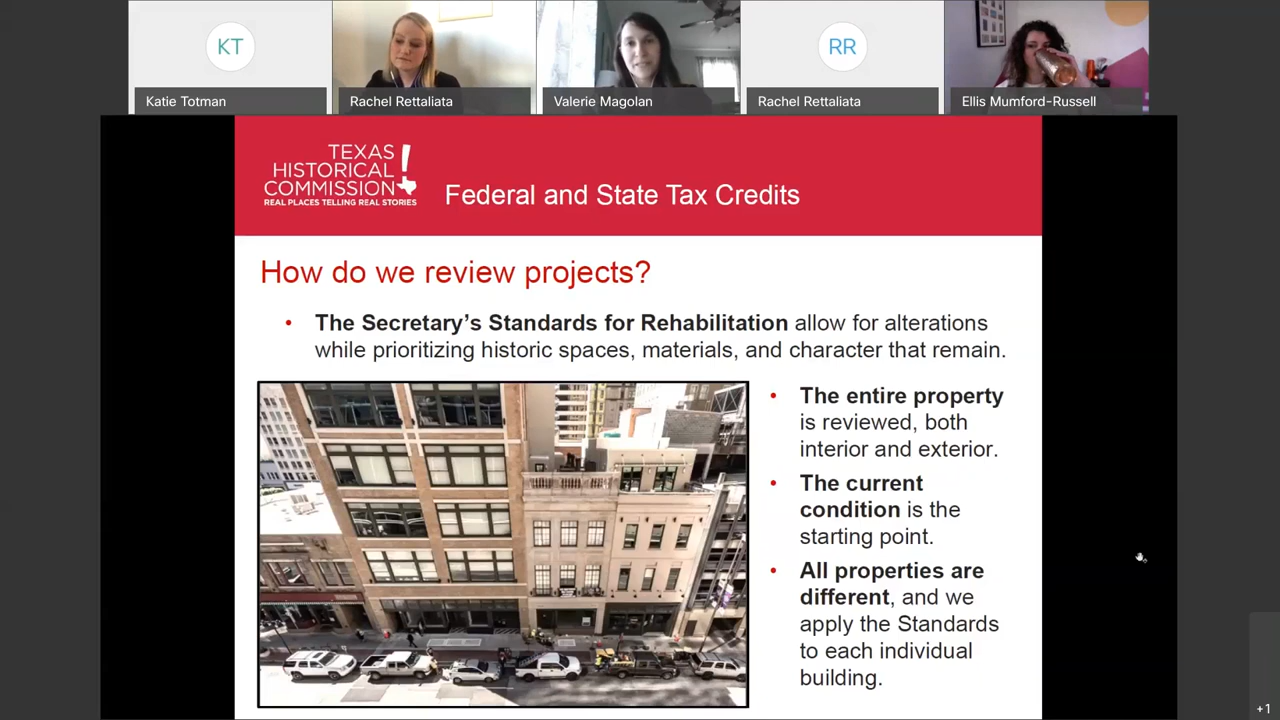 KT
RR
Katie Totman
Rachel Rettaliata
Valerie Magolan
Rachel Rettaliata
Ellis Mumford-Russell
TEXAS
HISTORICAL
COMMISSION
REAL PLACES TELLING REAL STORIES
Federal and State Tax Credits
How do we review projects?
• The Secretary's Standards for Rehabilitation allow for alterations
while prioritizing historic spaces, materials, and character that remain.
• The entire property
is reviewed, both
interior and exterior.
• The current
condition is the
starting point.
• All properties are
different, and we
apply the Standards
to each individual
building.
+1